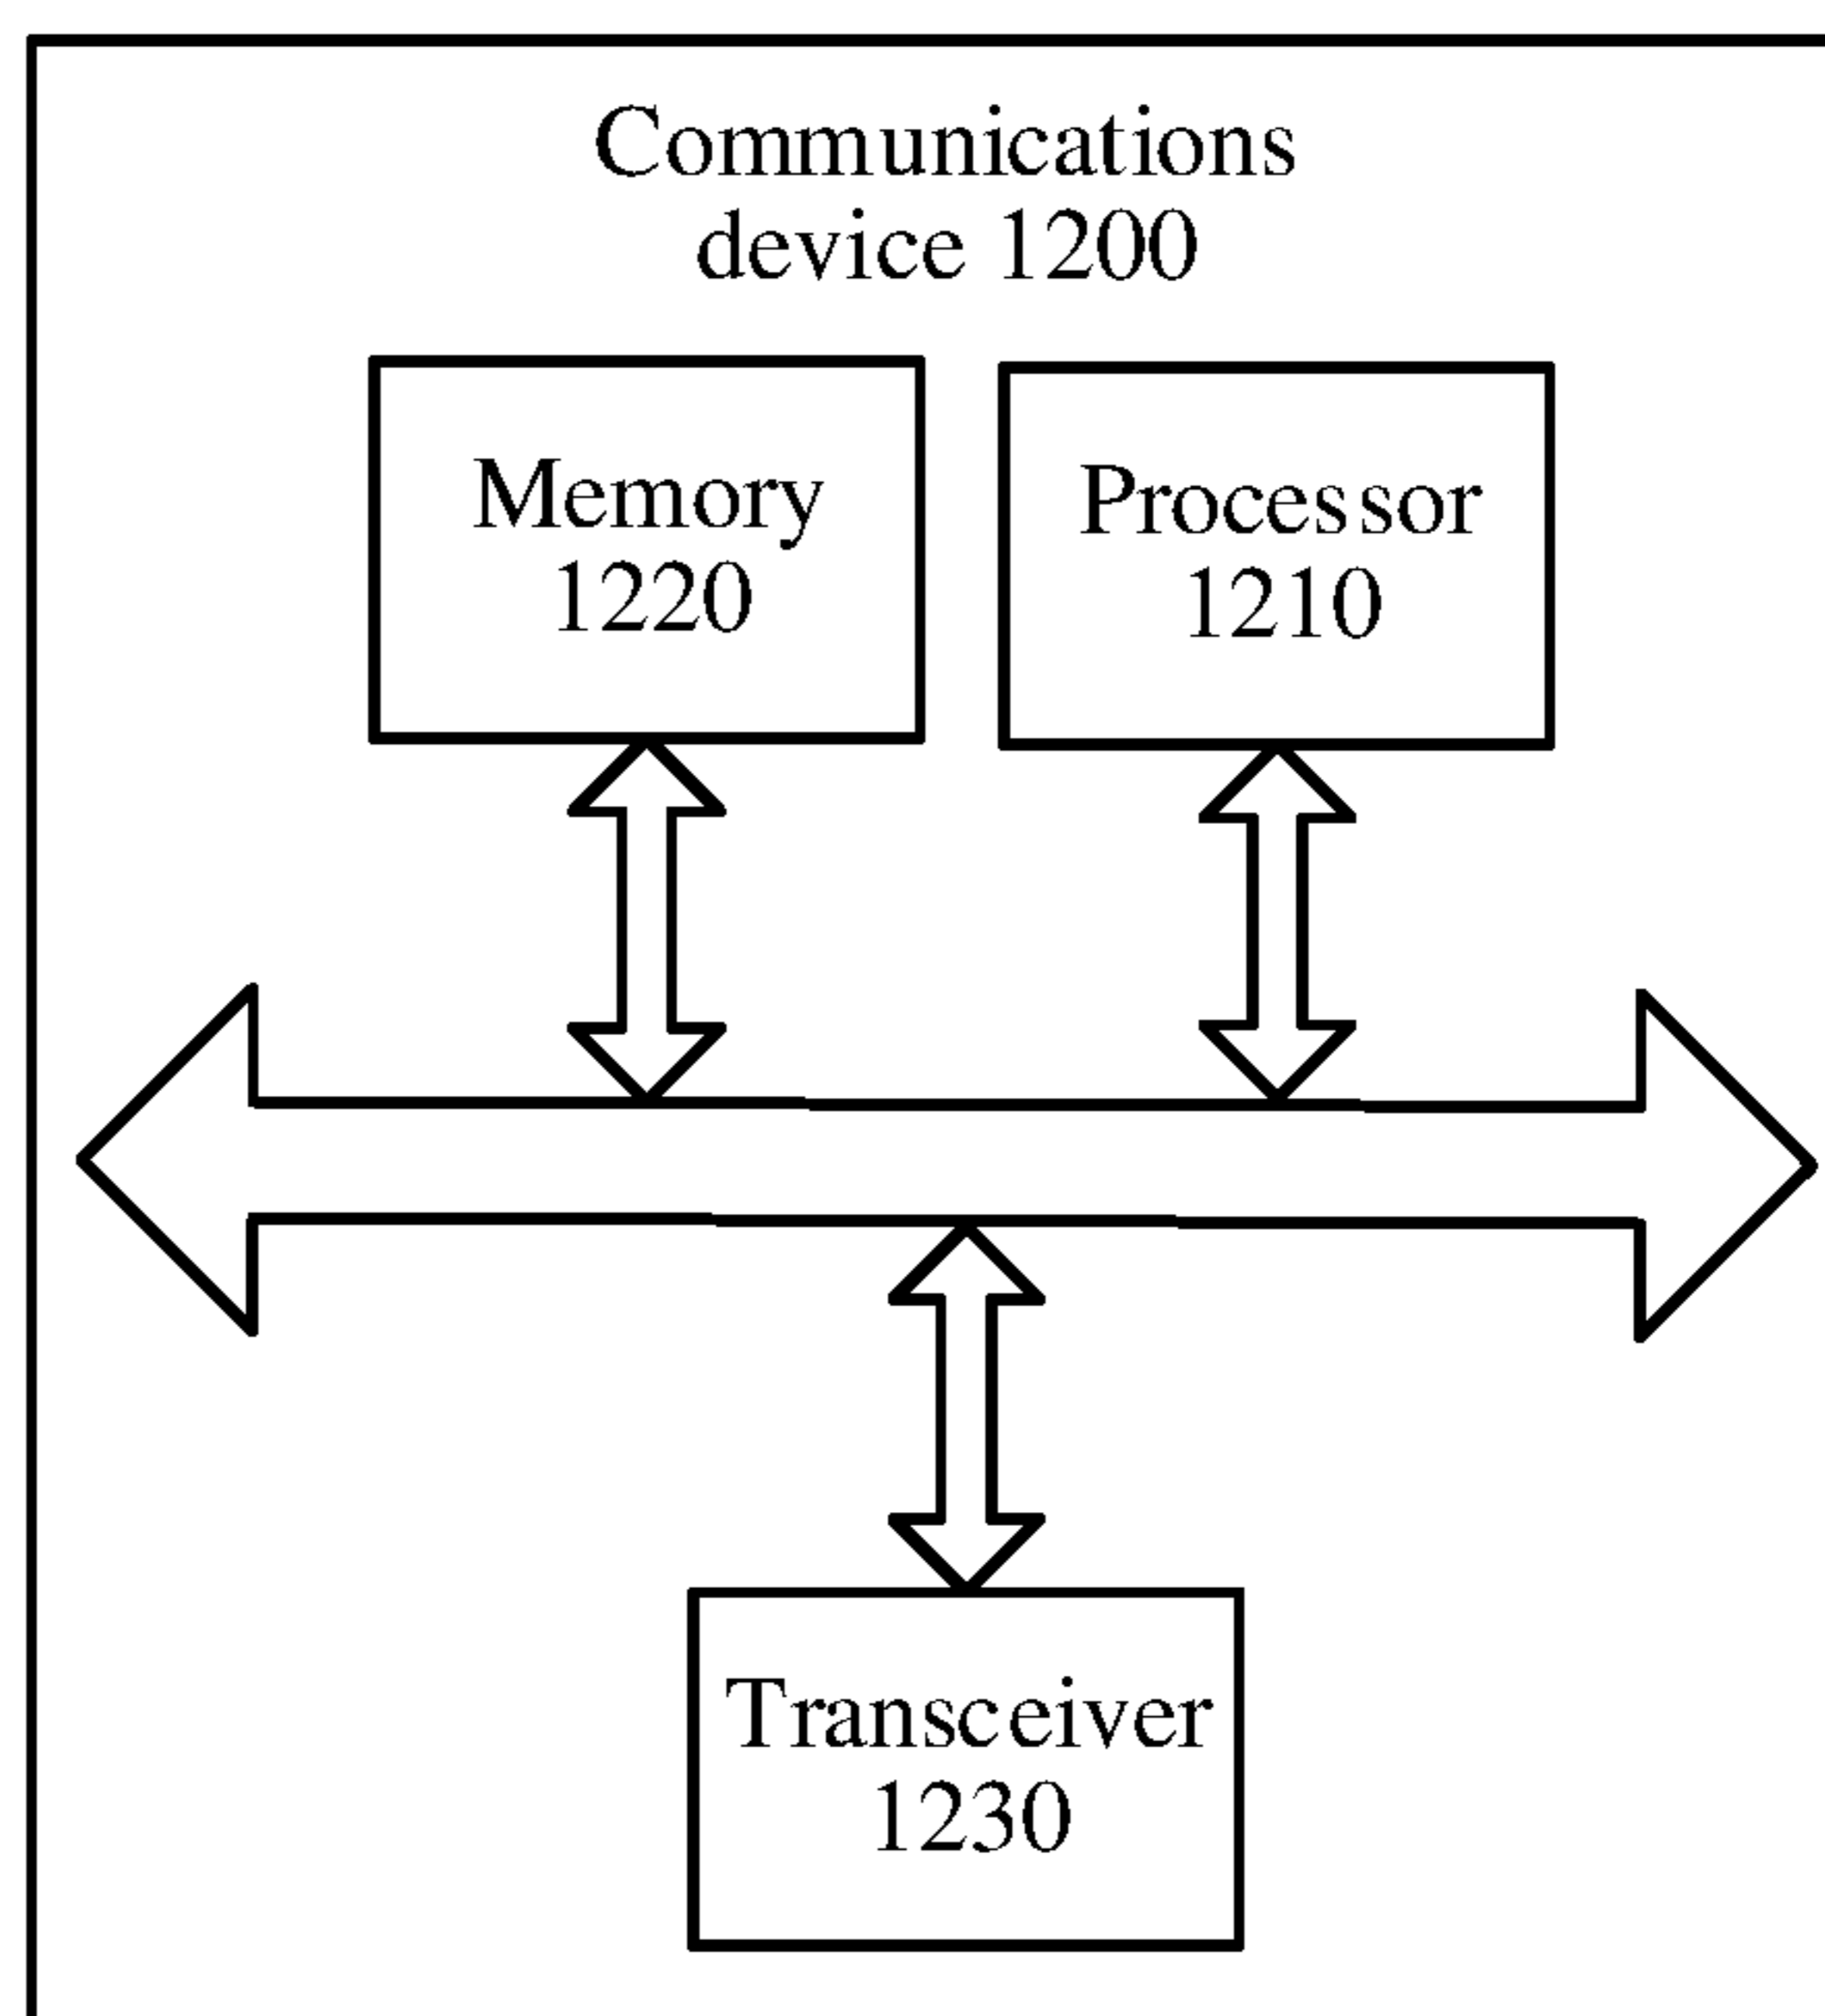 Communications
device 1200
Memory
1220
Processor
1210
Transceiver
1230